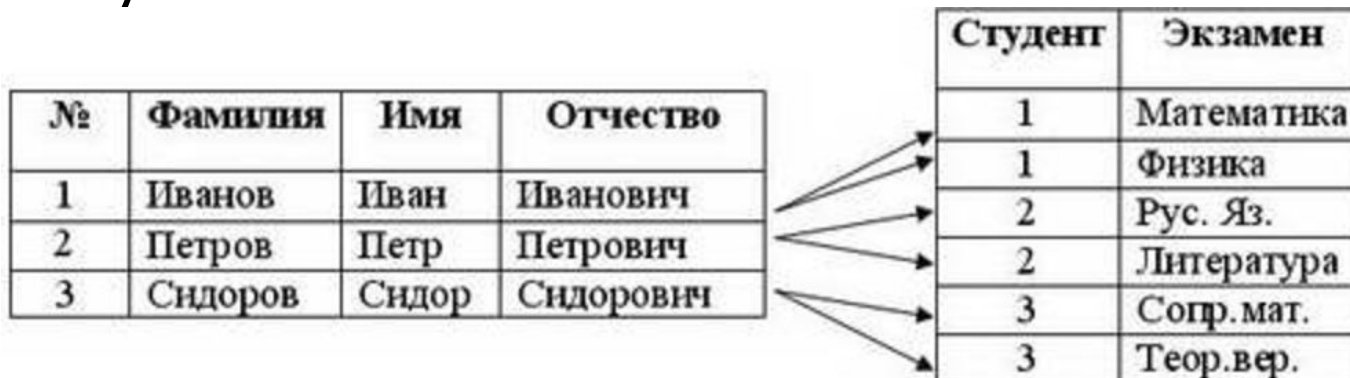 № Фамилия Имя Отчество
1 Иванов Иван Иванович
2 Петров Петр Петрович
3 Сидоров Сидор Сидорович
Студент Экзамен
1 Математика
1 Физика
2 Рус. Яз.
2 Литература
3 Сопр.мат.
3 Теор.вер.